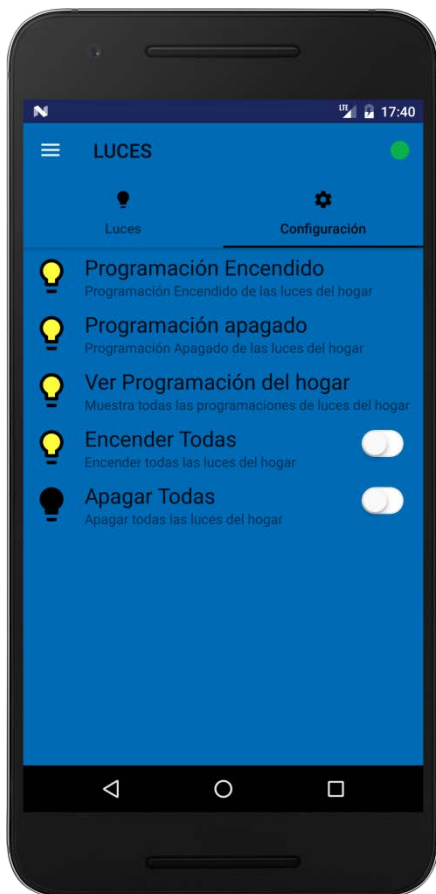 LTE 17:40
LUCES
Luces Configuración
Programación Encendido
Programación Encendido de las luces del hogar
Programación apagado
Programación Apagado de las luces del hogar
Ver Programación del hogar
Muestra todas las programaciones de luces del hogar
Encender Todas
Encender todas las luces del hogar
Apagar Todas
Apagar todas las luces del hogar